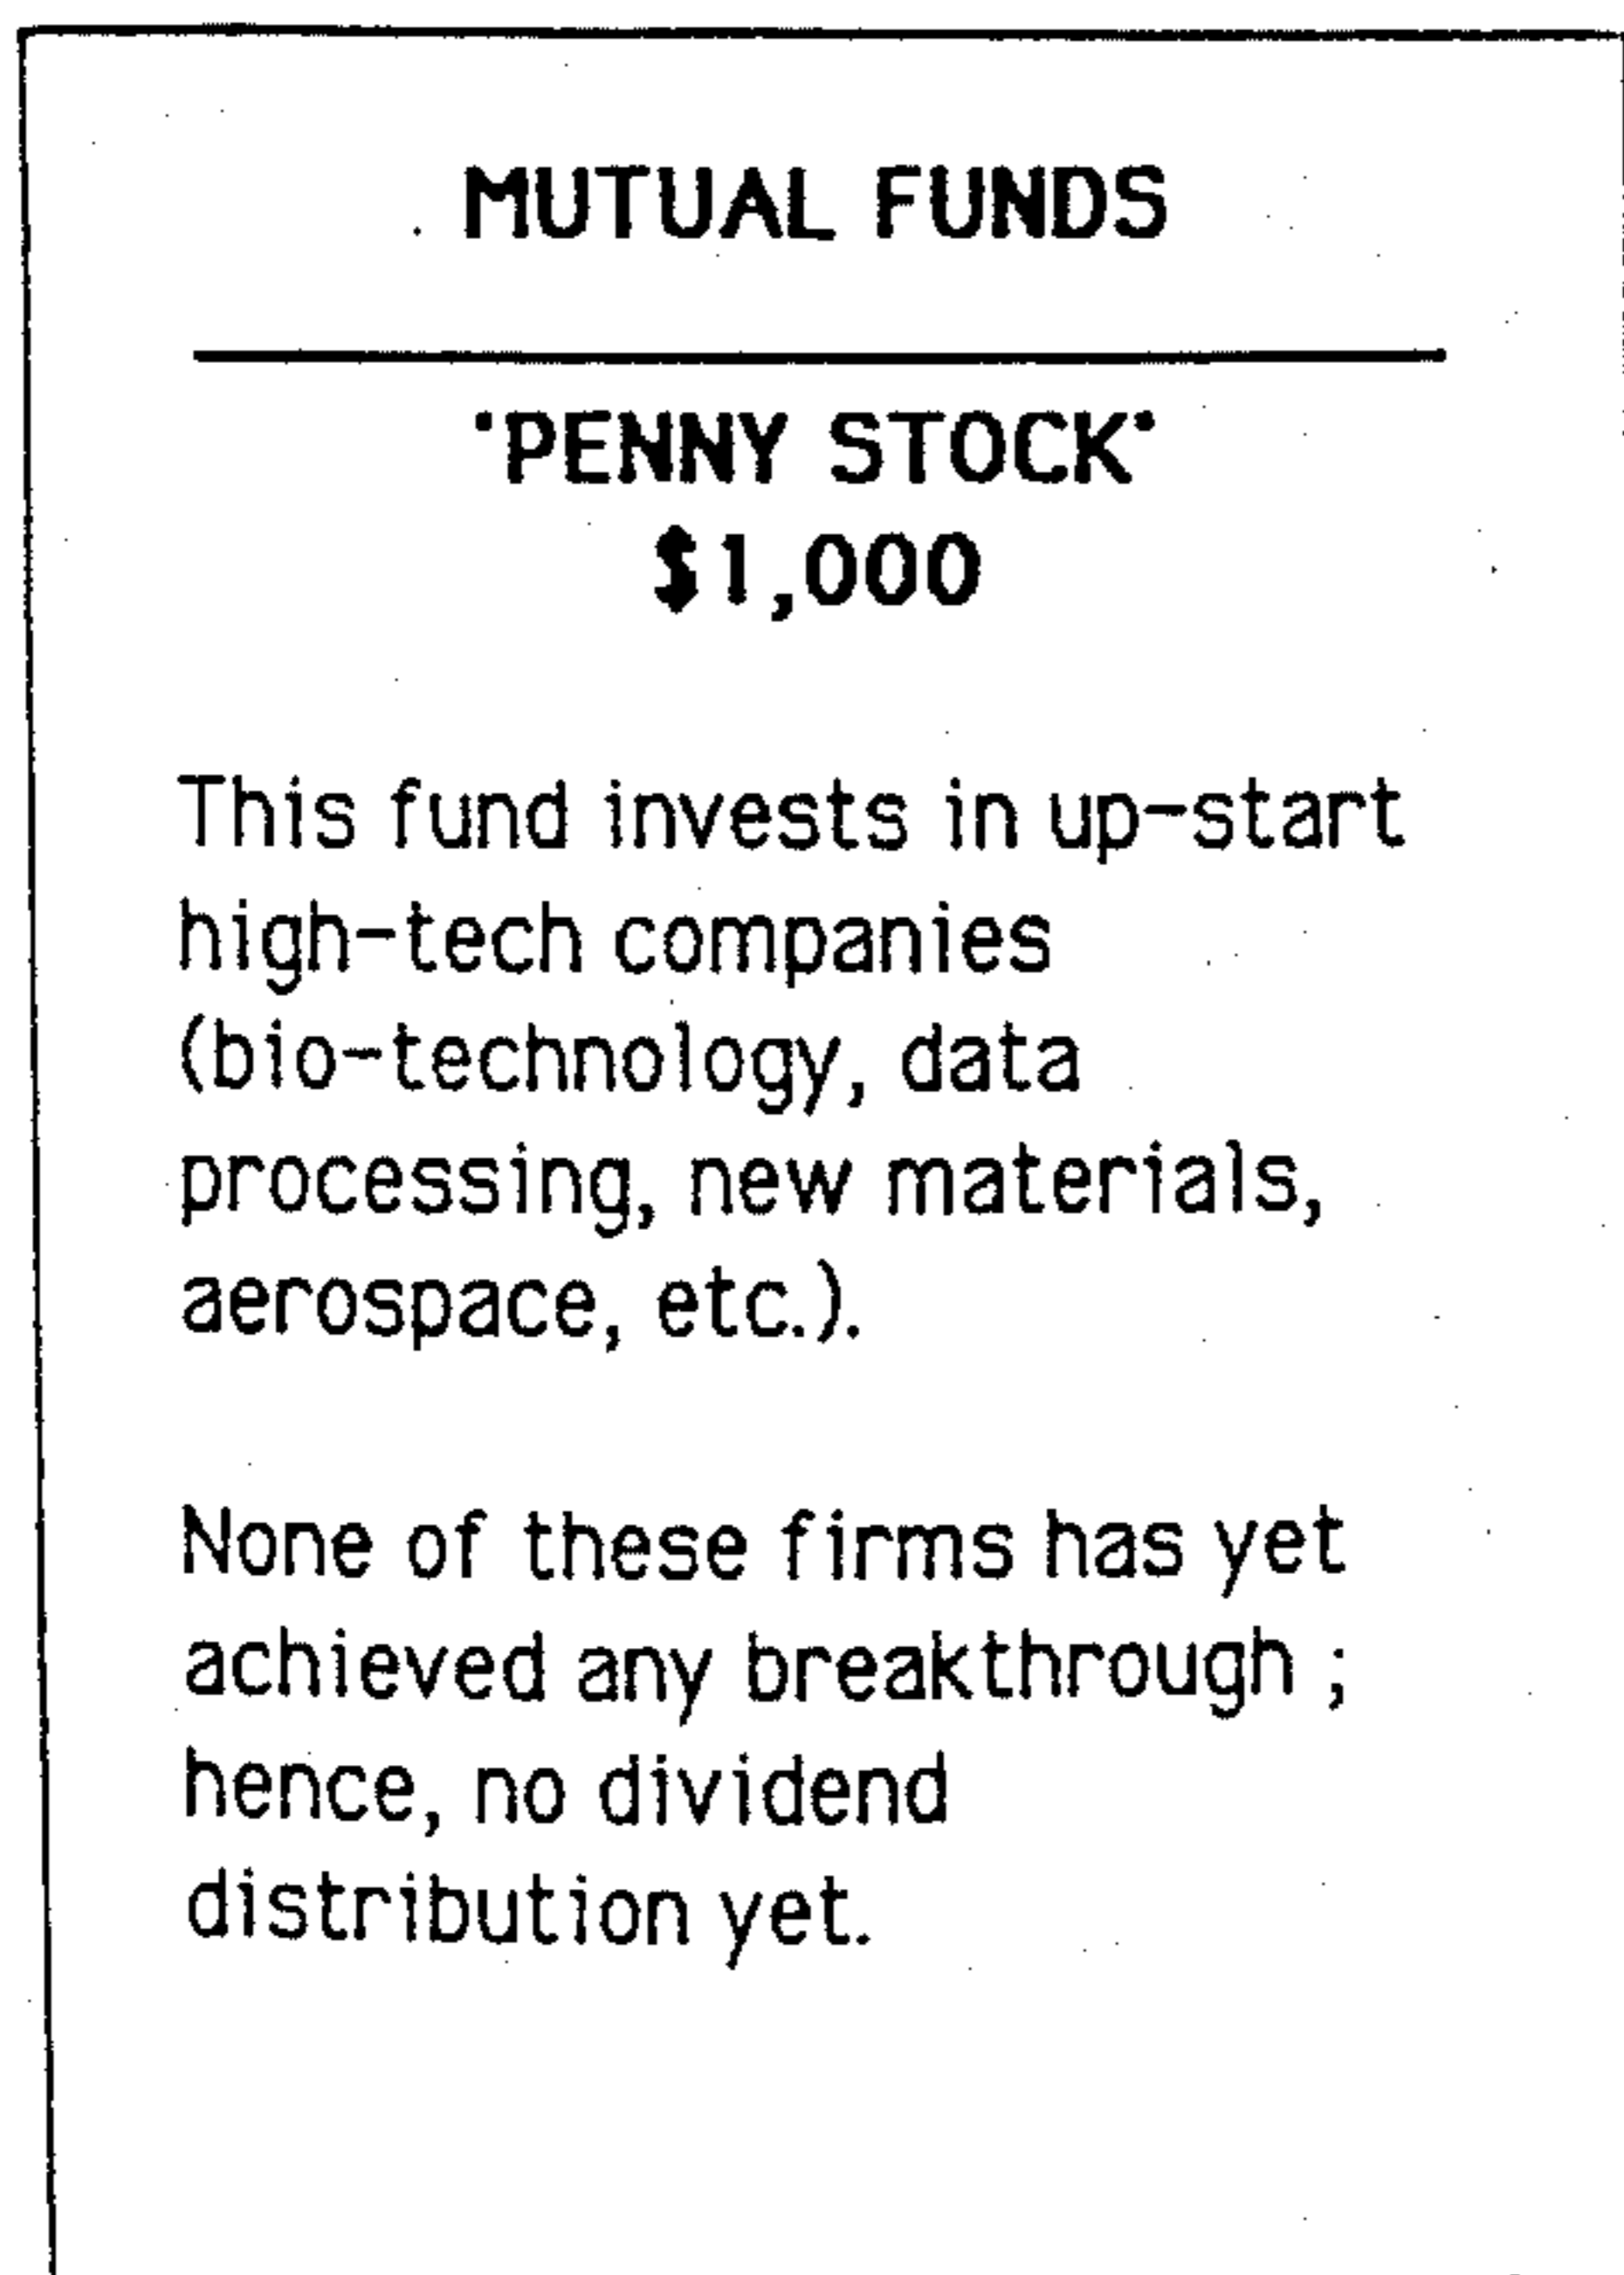 MUTUAL FUNDS
"PENNY STOCK"
$1,000
This fund invests in up-start
high-tech companies
(bio-technology, data
processing, new materials,
aerospace, etc.).
None of these firms has yet
achieved any breakthrough ;
hence, no dividend
distribution yet.